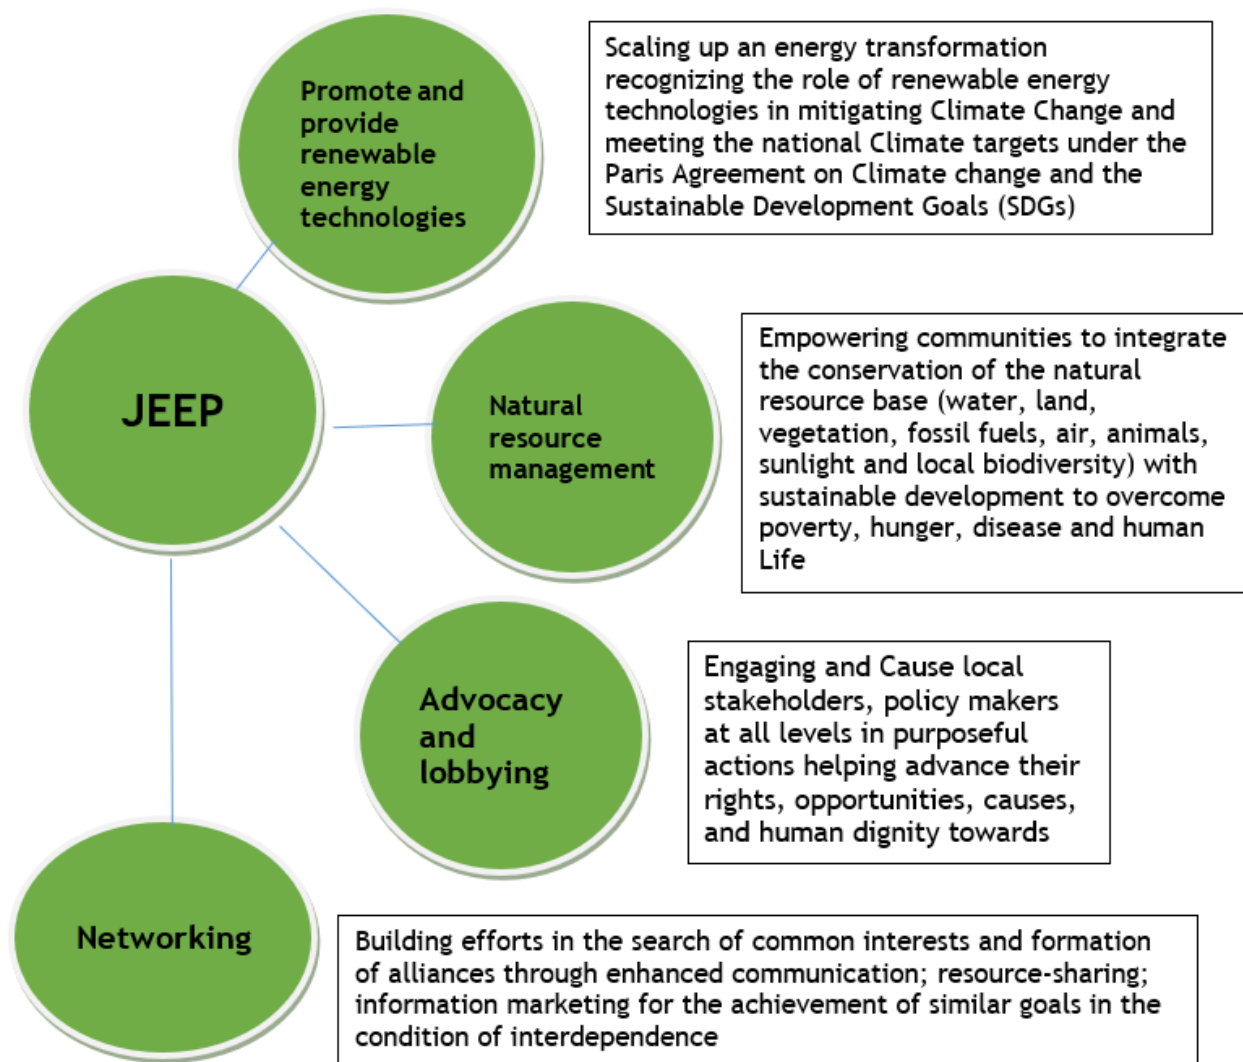 Promote and
provide
renewable
energy
technologies
Scaling up an energy transformation
recognizing the role of renewable energy
technologies in mitigating Climate Change and
meeting the national Climate targets under the
Paris Agreement on Climate change and the
Sustainable Development Goals (SDGs)
JEEP
Natural
resource
management
Empowering communities to integrate
the conservation of the natural
resource base (water, land,
vegetation, fossil fuels, air, animals,
sunlight and local biodiversity) with
sustainable development to overcome
poverty, hunger, disease and human
Life
Advocacy
and
lobbying
Engaging and Cause local
stakeholders, policy makers
at all levels in purposeful
actions helping advance their
rights, opportunities, causes,
and human dignity towards
Networking
Building efforts in the search of common interests and formation
of alliances through enhanced communication; resource-sharing;
information marketing for the achievement of similar goals in the
condition of interdependence